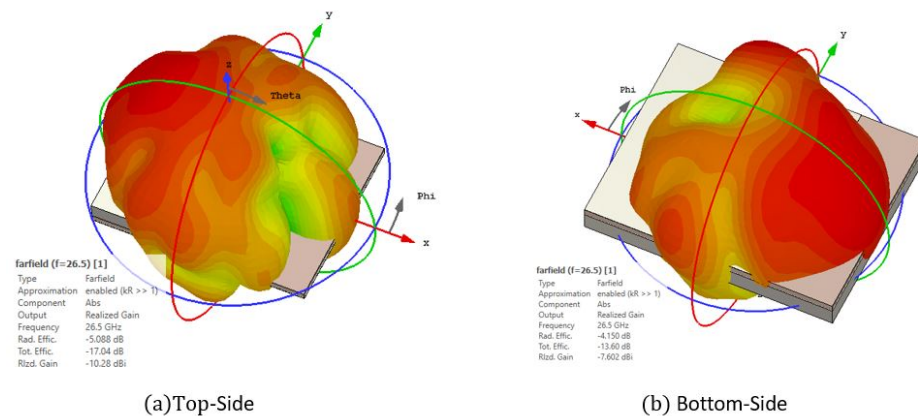 y
z
Theta
Phi
x
farfield (f=26.5) [1]
Type Farfield
Approximation enabled (kR >> 1)
Component Abs
Output Realized Gain
Frequency 26.5 GHz
Rad. Effic. -5.088 dB
Tot. Effic. -17.04 dB
Rlzd. Gain -10.28 dBi
(a)Top-Side
y
Phi
x
farfield (f=26.5) [1]
Type Farfield
Approximation enabled (kR >> 1)
Component Abs
Output Realized Gain
Frequency 26.5 GHz
Rad. Effic. -4.150 dB
Tot. Effic. -13.60 dB
Rlzd. Gain -7.602 dBi
(b) Bottom-Side